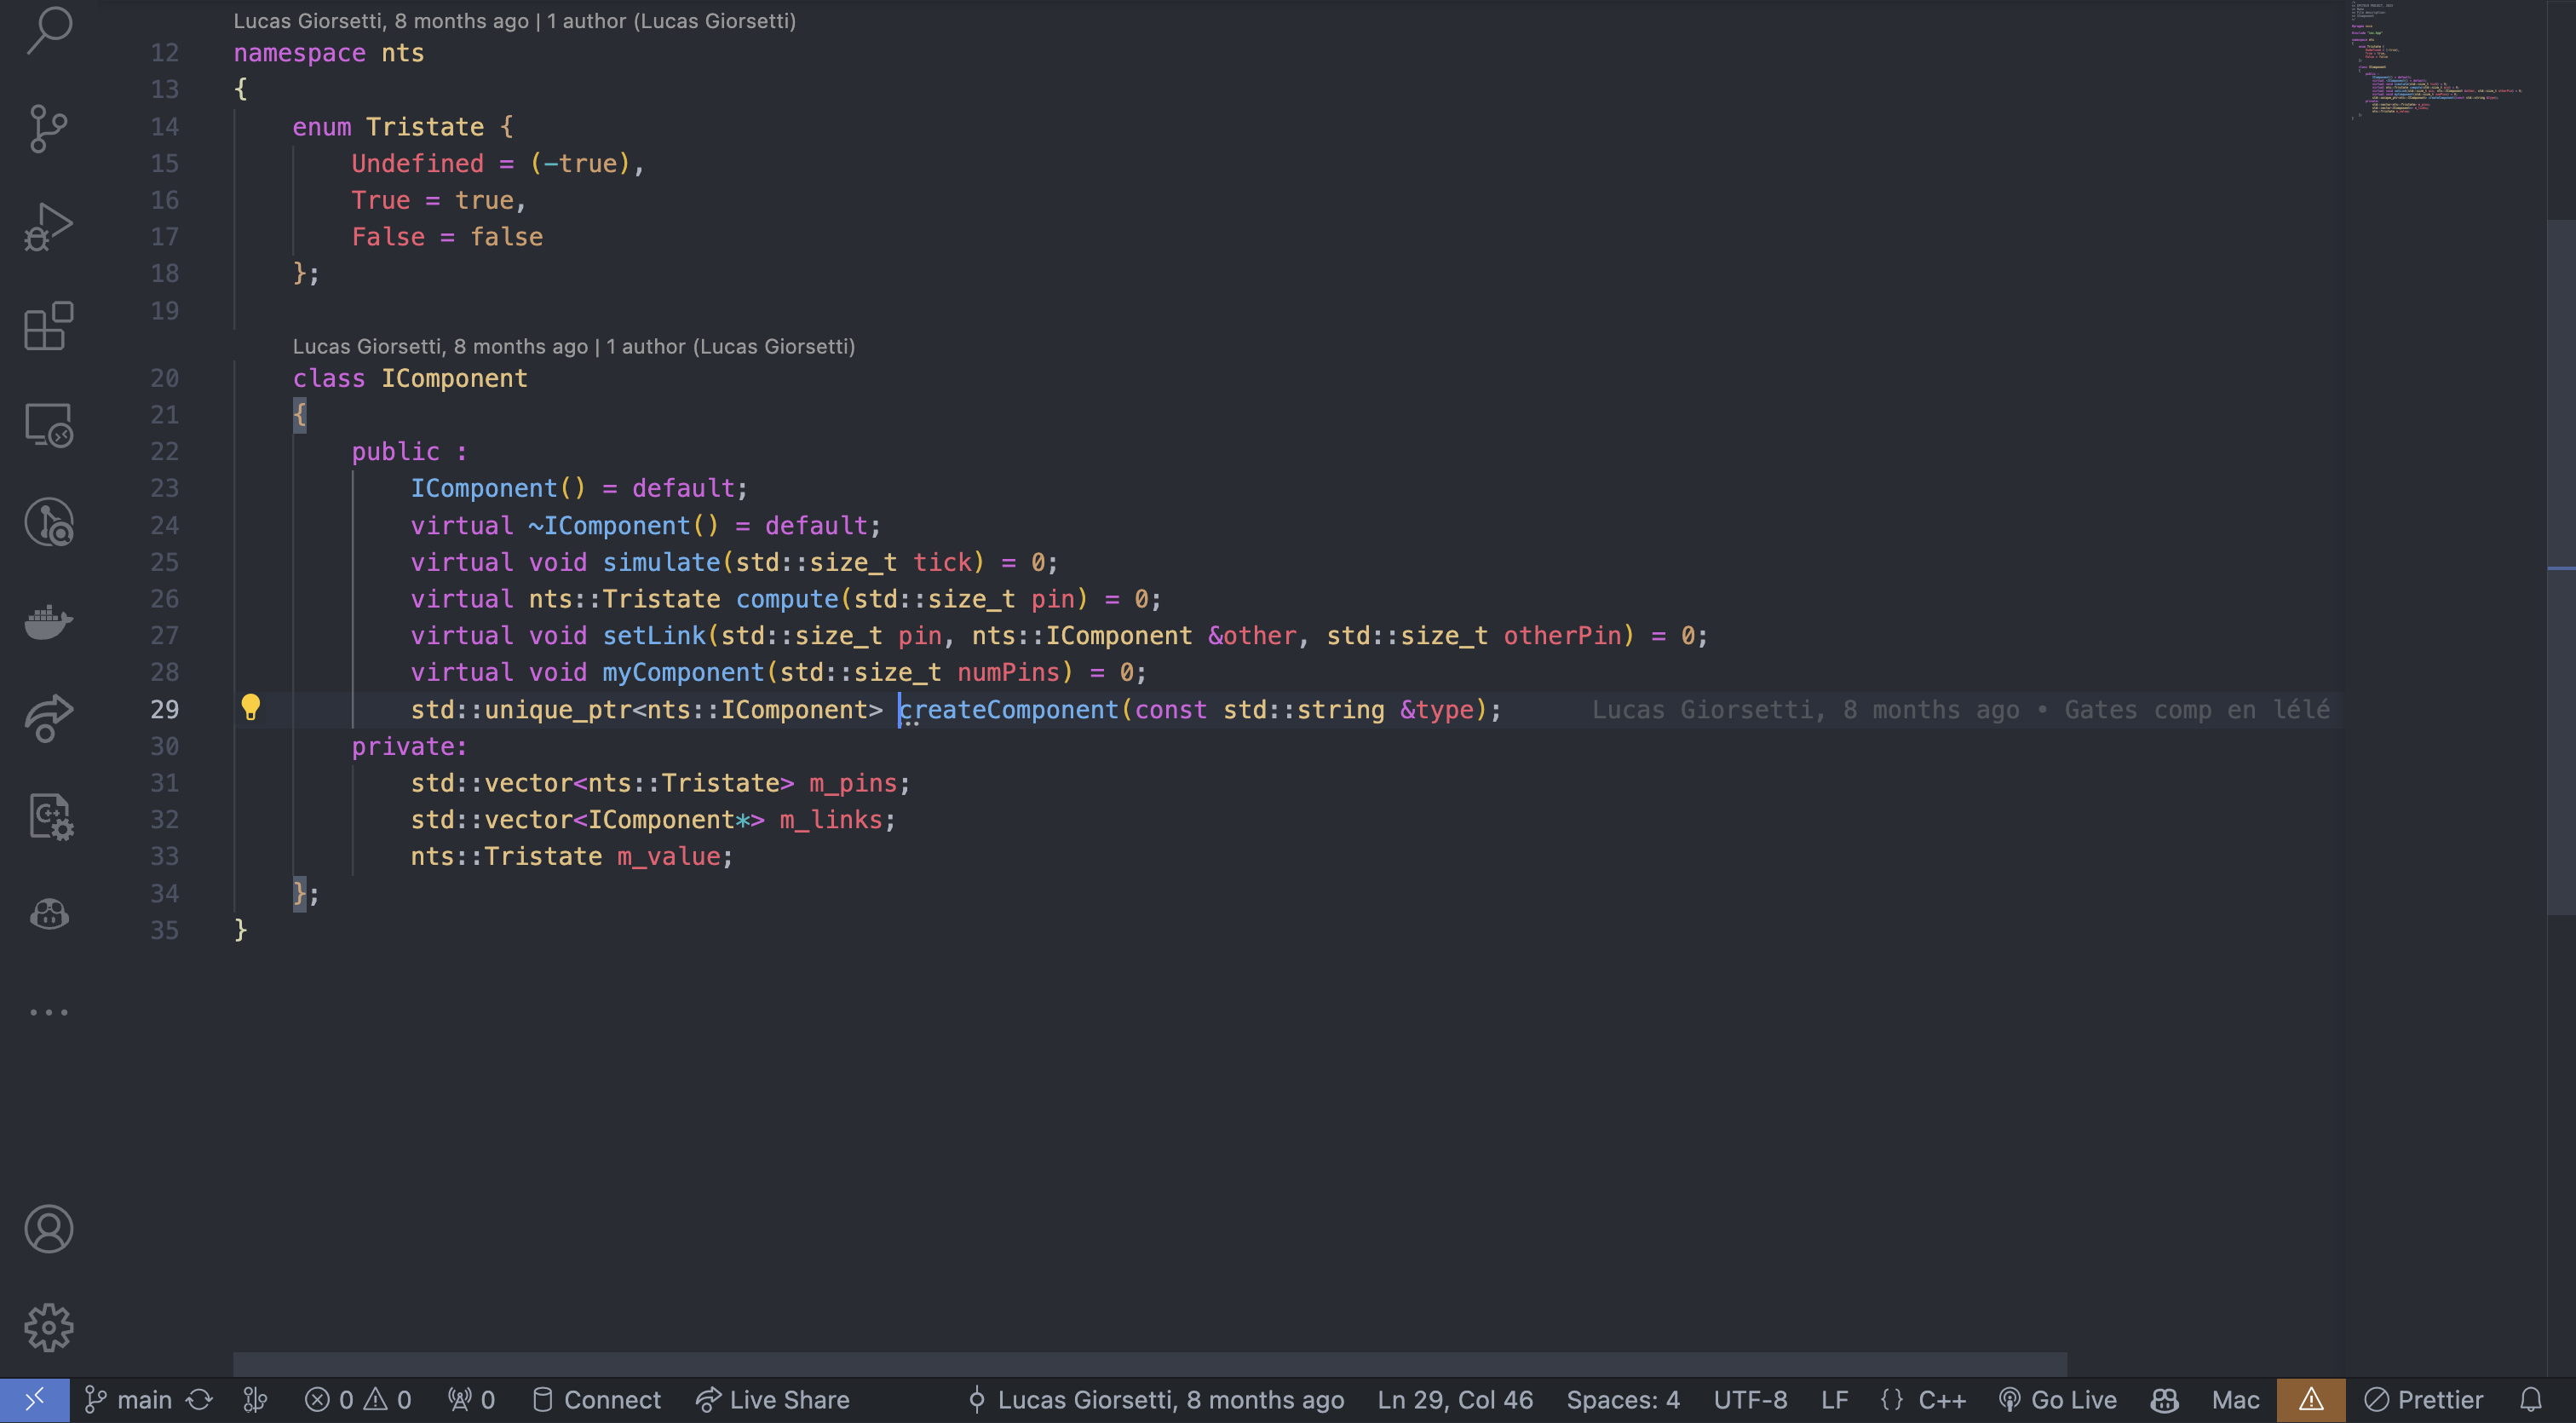 Lucas Giorsetti, 8 months ago | 1 author (Lucas Giorsetti)
12 namespace nts
13 {
14 enum Tristate {
15 Undefined = (-true),
16 True = true,
17 False = false
18 };
19
Lucas Giorsetti, 8 months ago | 1 author (Lucas Giorsetti)
20 class IComponent
21 {
22 public :
23 IComponent() = default;
24 virtual ~IComponent() = default;
25 virtual void simulate(std::size_t tick) = 0;
26 virtual nts::Tristate compute(std::size_t pin) = 0;
27 virtual void setLink(std::size_t pin, nts::IComponent &other, std::size_t otherPin) = 0;
28 virtual void myComponent(std::size_t numPins) = 0;
29 std::unique_ptr<nts::IComponent> createComponent(const std::string &type); Lucas Giorsetti, 8 months ago • Gates comp en lélé
30 private:
31 std::vector<nts::Tristate> m_pins;
32 std::vector<IComponent*> m_links;
33 nts::Tristate m_value;
34 };
35 }
main 0 0 0 Connect Live Share Lucas Giorsetti, 8 months ago Ln 29, Col 46 Spaces: 4 UTF-8 LF {} C++ Go Live Mac Prettier